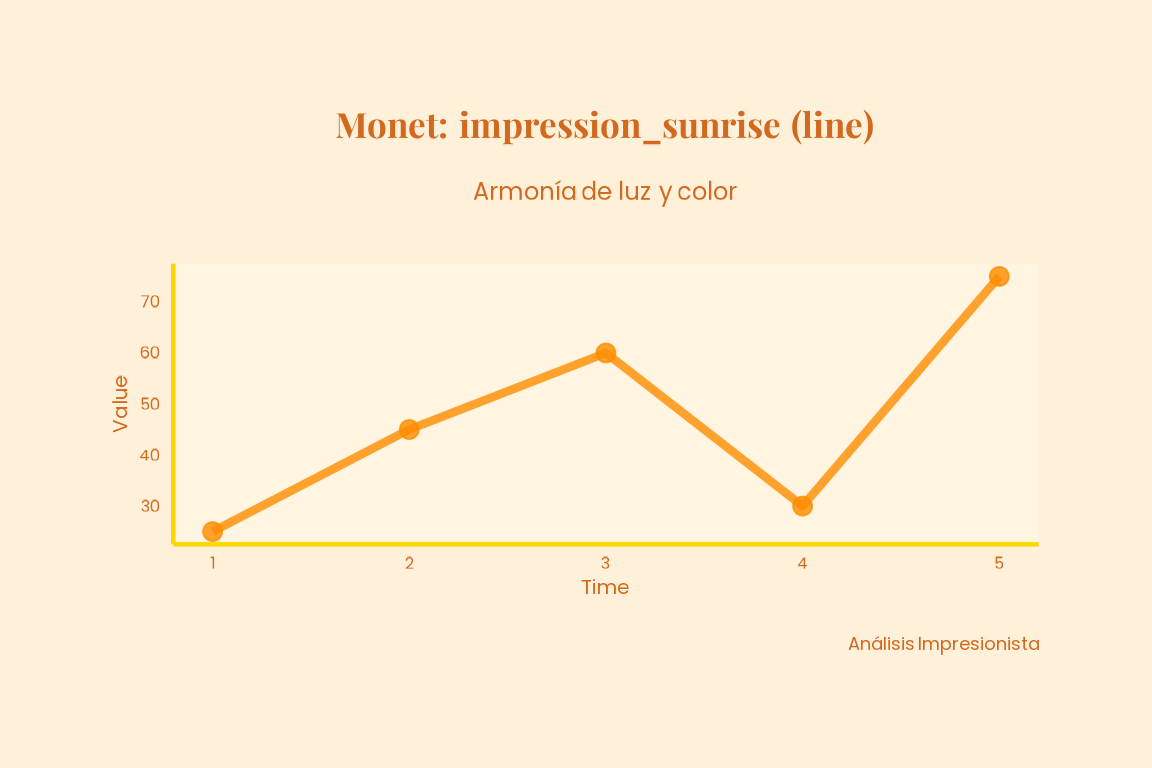 Monet: impression_sunrise (line)
Armonía de luz y color
Value
70
60
50
40
30
1 2 3 4 5
Time
Análisis Impresionista